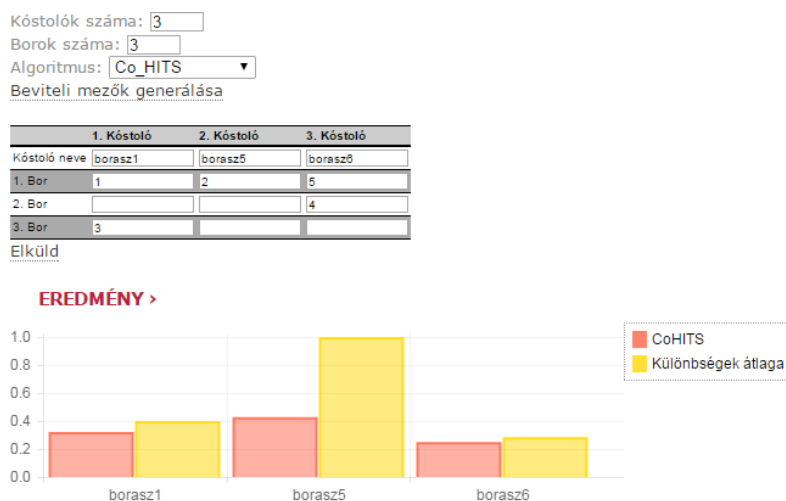 Kóstolók száma: 3
Borok száma: 3
Algoritmus: Co_HITS
Beviteli mezők generálása
1. Kóstoló 2. Kóstoló 3. Kóstoló
Kóstoló neve borasz1 borasz5 borasz6
1. Bor 1 2 5
2. Bor 4
3. Bor 3
Elküld
EREDMÉNY ›
1.0
0.8
0.6
0.4
0.2
0.0
borasz1 borasz5 borasz6
CoHITS
Különbségek átlaga